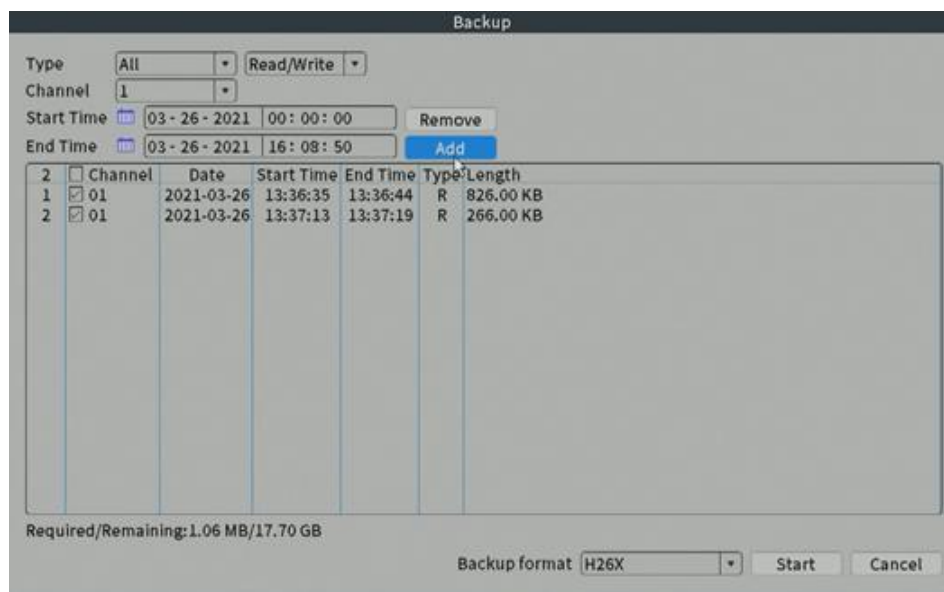 Backup
Type All Read/Write
Channel 1
Start Time 03 - 26 - 2021 00 : 00 : 00 Remove
End Time 03 - 26 - 2021 16 : 08 : 50 Add
2 Channel Date Start Time End Time Type Length
1 01 2021-03-26 13:36:35 13:36:44 R 826.00 KB
2 01 2021-03-26 13:37:13 13:37:19 R 266.00 KB
Required/Remaining:1.06 MB/17.70 GB
Backup format H26X Start Cancel